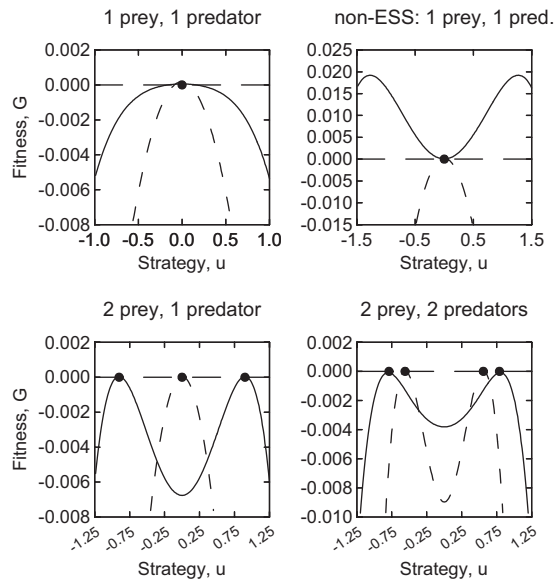 1 prey, 1 predator
non-ESS: 1 prey, 1 pred.
Fitness, G
0.002
0.000
-0.002
-0.004
-0.006
-0.008
-1.0 -0.5 0.0 0.5 1.0
Strategy, u
0.025
0.020
0.015
0.010
0.005
0.000
-0.005
-0.010
-0.015
-1.5 -0.5 0.5 1.5
Strategy, u
2 prey, 1 predator
2 prey, 2 predators
Fitness, G
0.002
0.000
-0.002
-0.004
-0.006
-0.008
-1.25 -0.75 -0.25 0.25 0.75 1.25
Strategy, u
0.002
0.000
-0.002
-0.004
-0.006
-0.008
-0.010
-1.25 -0.75 -0.25 0.25 0.75 1.25
Strategy, u